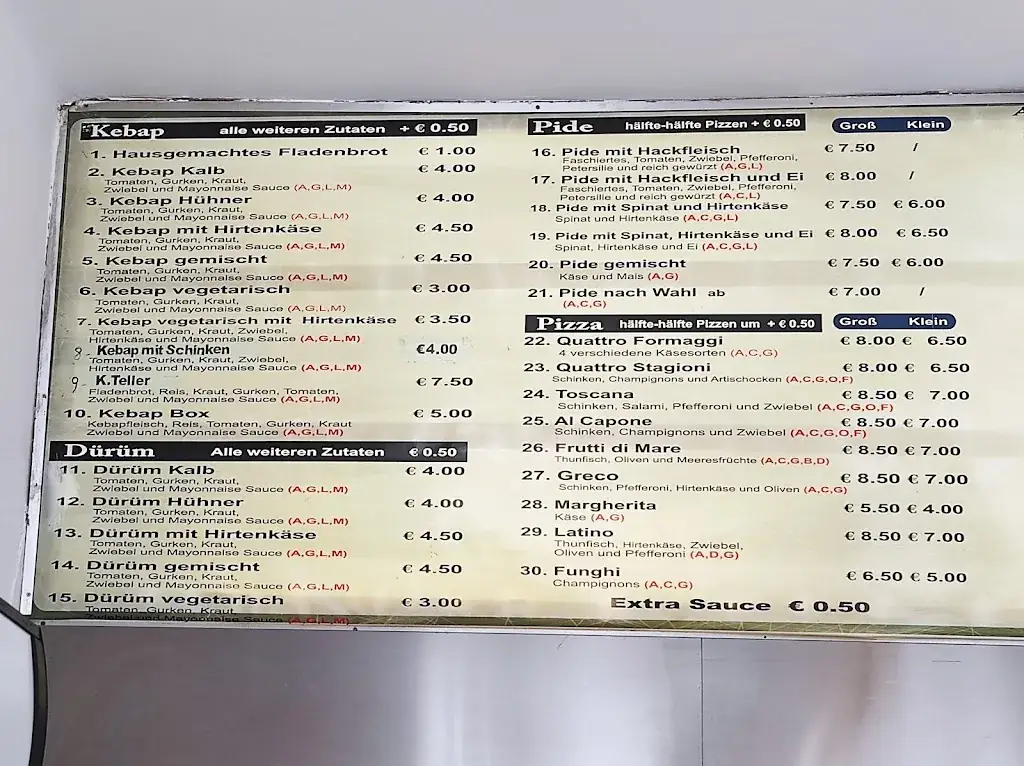 Kebap alle weiteren Zutaten + € 0.50
1. Hausgemachtes Fladenbrot € 1.00
2. Kebap Kalb € 4.00
Tomaten, Gurken, Kraut,
Zwiebel und Mayonnaise Sauce (A,G,L,M)
3. Kebap Hühner € 4.00
Tomaten, Gurken, Kraut,
Zwiebel und Mayonnaise Sauce (A,G,L,M)
4. Kebap mit Hirtenkäse € 4.50
Tomaten, Gurken, Kraut,
Zwiebel und Mayonnaise Sauce (A,G,L,M)
5. Kebap gemischt € 4.50
Tomaten, Gurken, Kraut,
Zwiebel und Mayonnaise Sauce (A,G,L,M)
6. Kebap vegetarisch € 3.00
Tomaten, Gurken, Kraut,
Zwiebel und Mayonnaise Sauce (A,G,L,M)
7. Kebap vegetarisch mit Hirtenkäse € 3.50
Tomaten, Gurken, Kraut, Zwiebel,
Hirtenkäse und Mayonnaise Sauce (A,G,L,M)
8. Kebap mit Schinken €4.00
Tomaten, Gurken, Kraut, Zwiebel,
Hirtenkäse und Mayonnaise Sauce (A,G,L,M)
9. K.Teller € 7.50
Fladenbrot, Reis, Kraut, Gurken, Tomaten,
Zwiebel und Mayonnaise Sauce (A,G,L,M)
10. Kebap Box € 5.00
Kebapfleisch, Reis, Tomaten, Gurken, Kraut
Zwiebel und Mayonnaise Sauce (A,G,L,M)
Dürüm Alle weiteren Zutaten € 0.50
11. Dürüm Kalb € 4.00
Tomaten, Gurken, Kraut,
Zwiebel und Mayonnaise Sauce (A,G,L,M)
12. Dürüm Hühner € 4.00
Tomaten, Gurken, Kraut,
Zwiebel und Mayonnaise Sauce (A,G,L,M)
13. Dürüm mit Hirtenkäse € 4.50
Tomaten, Gurken, Kraut,
Zwiebel und Mayonnaise Sauce (A,G,L,M)
14. Dürüm gemischt € 4.50
Tomaten, Gurken, Kraut,
Zwiebel und Mayonnaise Sauce (A,G,L,M)
15. Dürüm vegetarisch € 3.00
Tomaten, Gurken, Kraut,
Zwiebel und Mayonnaise Sauce (A,G,L,M)
Pide hälfte-hälfte Pizzen + € 0.50 Groß Klein
16. Pide mit Hackfleisch € 7.50 /
Faschiertes, Tomaten, Zwiebel, Pfefferoni,
Petersilie und reich gewürzt (A,G,L)
17. Pide mit Hackfleisch und Ei € 8.00 /
Faschiertes, Tomaten, Zwiebel, Pfefferoni,
Petersilie und reich gewürzt (A,C,L)
18. Pide mit Spinat und Hirtenkäse € 7.50 € 6.00
Spinat und Hirtenkäse (A,C,G,L)
19. Pide mit Spinat, Hirtenkäse und Ei € 8.00 € 6.50
Spinat, Hirtenkäse und Ei (A,C,G,L)
20. Pide gemischt € 7.50 € 6.00
Käse und Mais (A,G)
21. Pide nach Wahl ab € 7.00 /
(A,C,G)
Pizza hälfte-hälfte Pizzen um + € 0.50 Groß Klein
22. Quattro Formaggi € 8.00 € 6.50
4 verschiedene Käsesorten (A,C,G)
23. Quattro Stagioni € 8.00 € 6.50
Schinken, Champignons und Artischocken (A,C,G,O,F)
24. Toscana € 8.50 € 7.00
Schinken, Salami, Pfefferoni und Zwiebel (A,C,G,O,F)
25. Al Capone € 8.50 € 7.00
Schinken, Champignons und Zwiebel (A,C,G,O,F)
26. Frutti di Mare € 8.50 € 7.00
Thunfisch, Oliven und Meeresfrüchte (A,C,G,B,D)
27. Greco € 8.50 € 7.00
Schinken, Pfefferoni, Hirtenkäse und Oliven (A,C,G)
28. Margherita € 5.50 € 4.00
Käse (A,G)
29. Latino € 8.50 € 7.00
Thunfisch, Hirtenkäse, Zwiebel,
Oliven und Pfefferoni (A,D,G)
30. Funghi € 6.50 € 5.00
Champignons (A,C,G)
Extra Sauce € 0.50